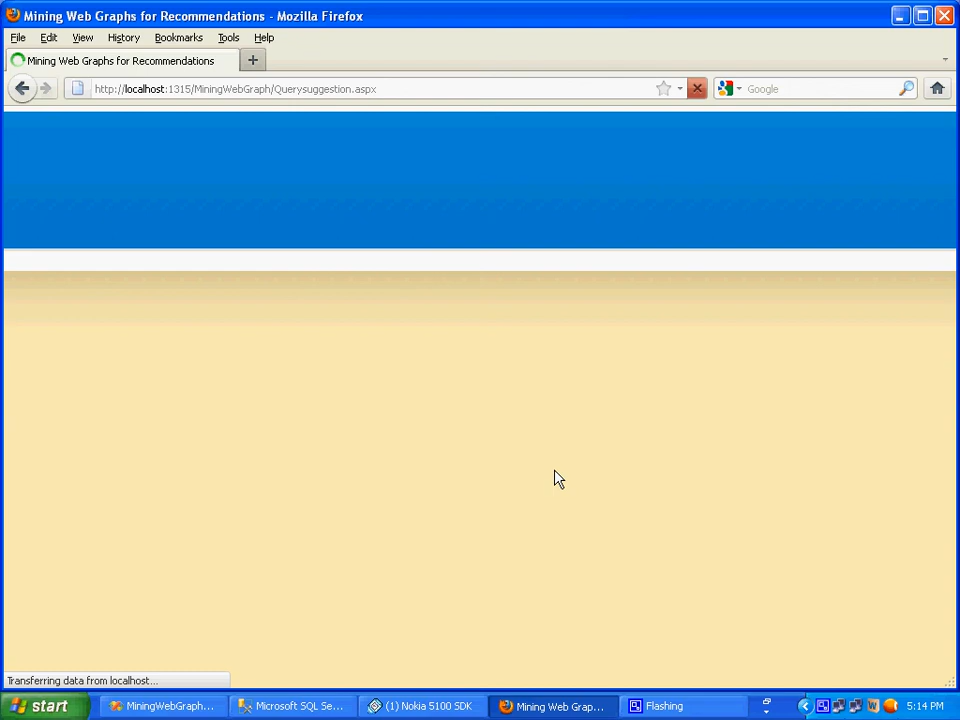 Mining Web Graphs for Recommendations - Mozilla Firefox
File Edit View History Bookmarks Tools Help
Mining Web Graphs for Recommendations
http://localhost:1315/MiningWebGraph/Querysuggestion.aspx Google
Transferring data from localhost...
start MiningWebGraph... Microsoft SQL Se... (1) Nokia 5100 SDK Mining Web Grap... Flashing 5:14 PM